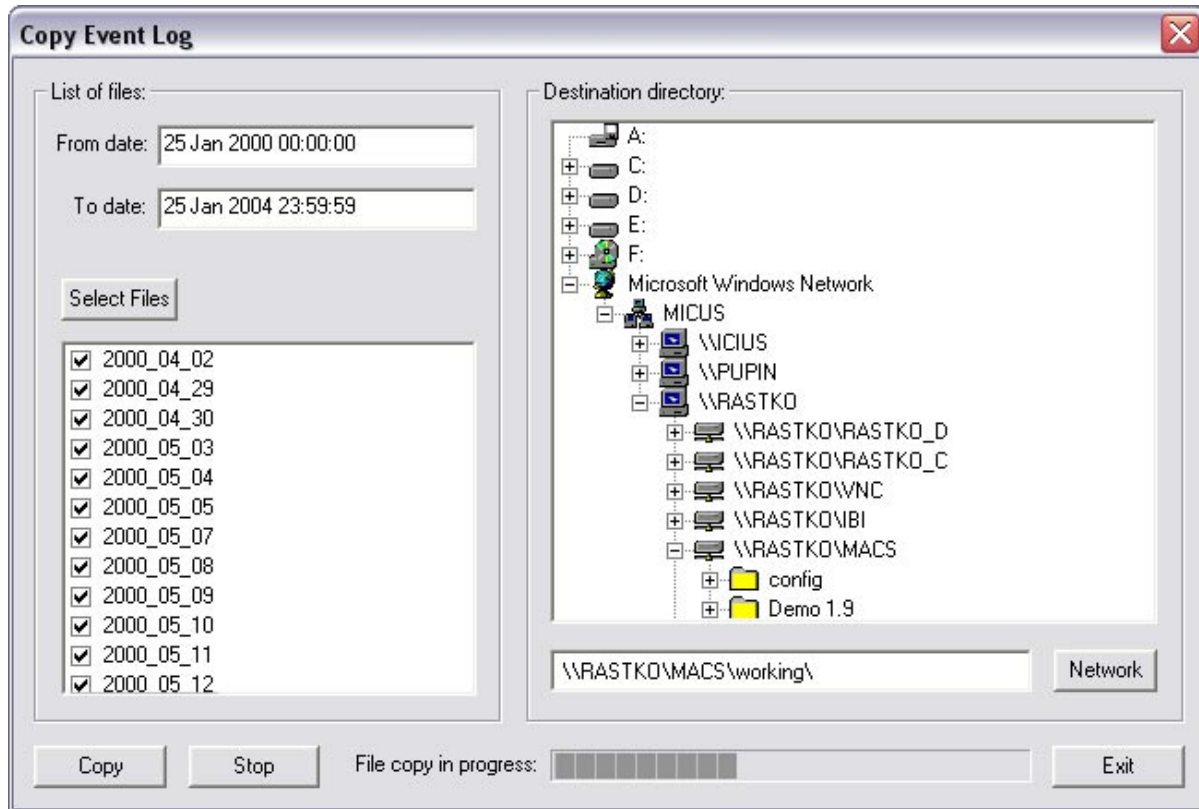 Copy Event Log
List of files:
From date: 25 Jan 2000 00:00:00
To date: 25 Jan 2004 23:59:59
Select Files
2000_04_02
2000_04_29
2000_04_30
2000_05_03
2000_05_04
2000_05_05
2000_05_07
2000_05_08
2000_05_09
2000_05_10
2000_05_11
2000_05_12
Destination directory:
A:
C:
D:
E:
F:
Microsoft Windows Network
MICUS
\\ICIUS
\\PUPIN
\\RASTKO
\\RASTKO\RASTKO_D
\\RASTKO\RASTKO_C
\\RASTKO\VNC
\\RASTKO\IBI
\\RASTKO\MACS
config
Demo 1.9
\\RASTKO\MACS\working\
Network
Copy
Stop
File copy in progress:
Exit